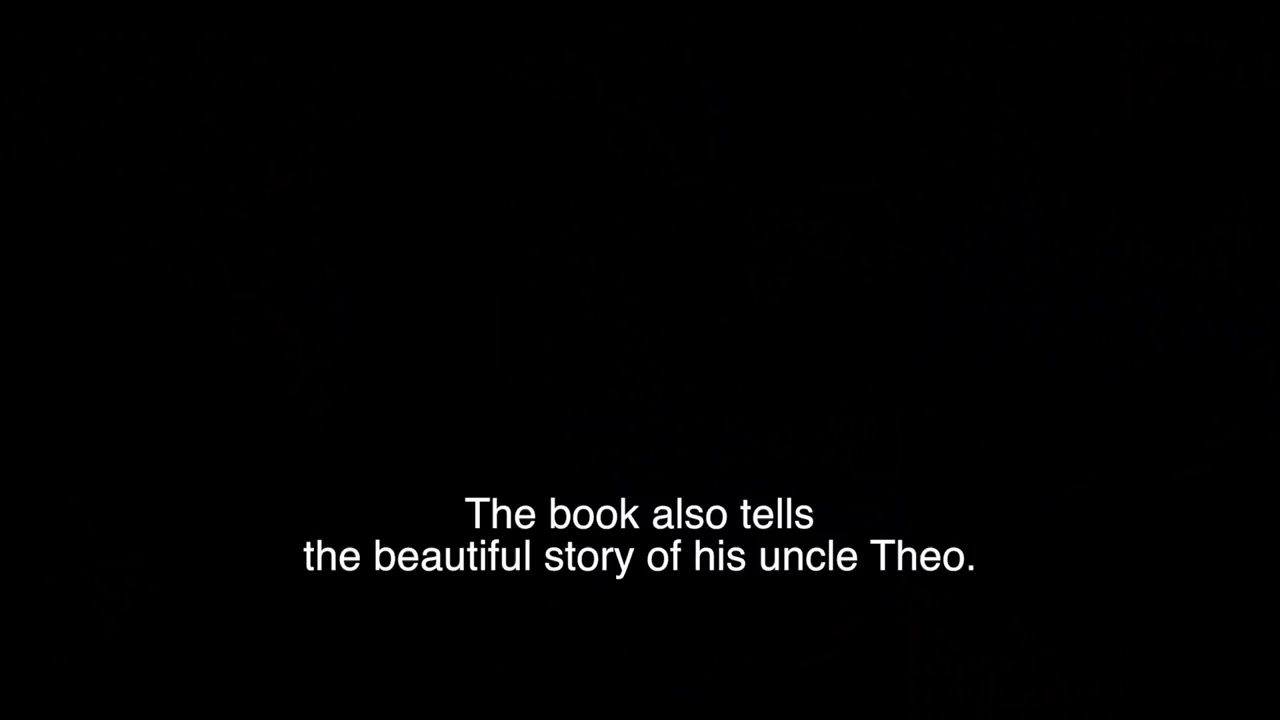 The book also tells
the beautiful story of his uncle Theo.